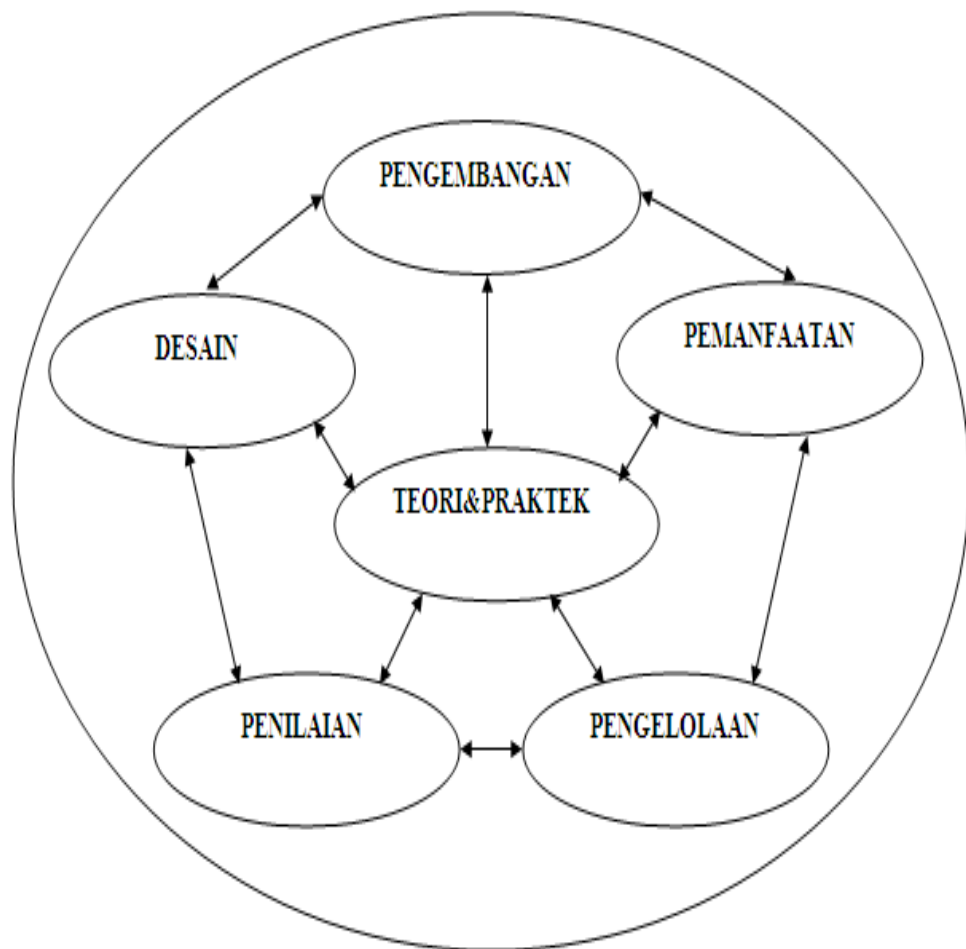 PENGEMBANGAN
DESAIN
PEMANFAATAN
TEORI&PRAKTEK
PENILAIAN
PENGELOLAAN